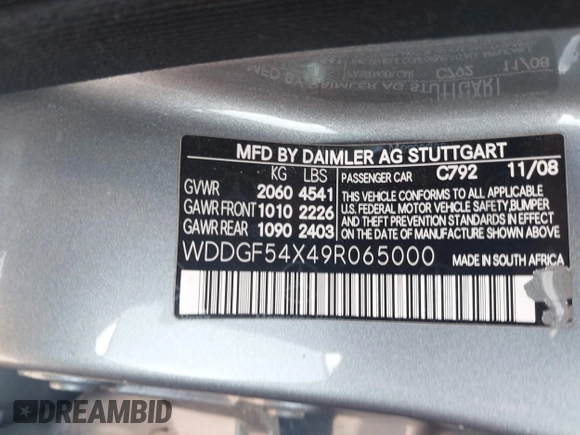 MFD BY DAIMLER AG STUTTGART
KG LBS
GVWR 2060 4541
GAWR FRONT 1010 2226
GAWR REAR 1090 2403
PASSENGER CAR C792 11/08
THIS VEHICLE CONFORMS TO ALL APPLICABLE
U.S. FEDERAL MOTOR VEHICLE SAFETY, BUMPER
AND THEFT PREVENTION STANDARDS IN EFFECT
ON THE DATE OF MANUFACTURE SHOWN ABOVE.
WDDGF54X49R065000 MADE IN SOUTH AFRICA
DREAMBID